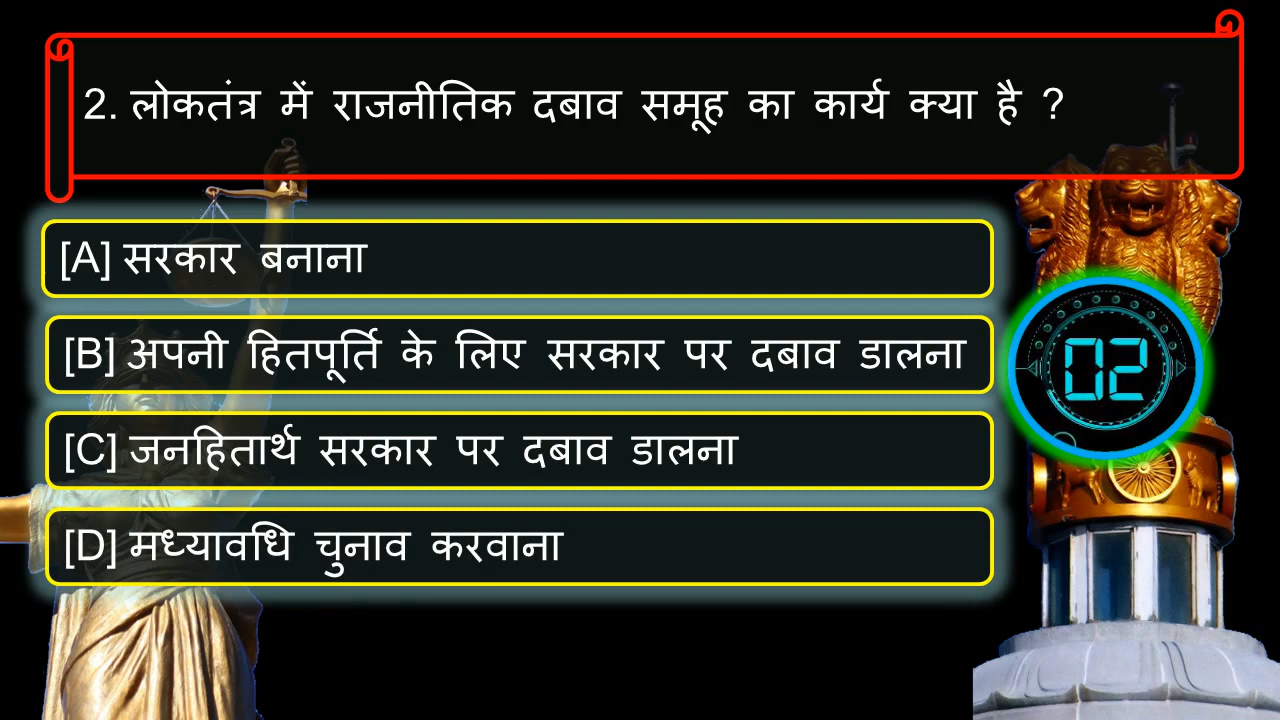 2. लोकतंत्र में राजनीतिक दबाव समूह का कार्य क्या है ?
[A] सरकार बनाना
[B] अपनी हितपूर्ति के लिए सरकार पर दबाव डालना
02
[C] जनहितार्थ सरकार पर दबाव डालना
[D] मध्यावधि चुनाव करवाना